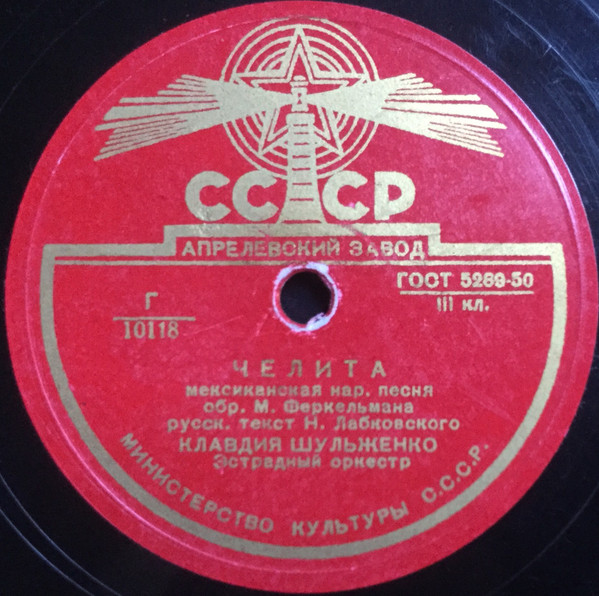 СССР
АПРЕЛЕВСКИЙ ЗАВОД
ГОСТ 5289-50
III кл.
Г
10118
ЧЕЛИТА
мексиканская нар. песня
обр. М. Феркельмана
русск. текст Н. Лабковского
КЛАВДИЯ ШУЛЬЖЕНКО
Эстрадный оркестр
МИНИСТЕРСТВО КУЛЬТУРЫ С.С.С.Р.